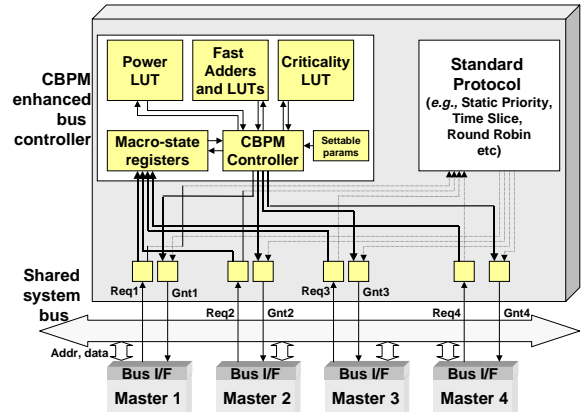 CBPM
enhanced
bus
controller
Power
LUT
Fast
Adders
and LUTs
Criticality
LUT
Macro-state
registers
CBPM
Controller
Settable
params
Standard
Protocol
(e.g., Static Priority,
Time Slice,
Round Robin
etc)
Shared
system
bus
Req1
Gnt1
Req2
Gnt2
Req3
Gnt3
Req4
Gnt4
Addr, data
Bus I/F
Master 1
Bus I/F
Master 2
Bus I/F
Master 3
Bus I/F
Master 4